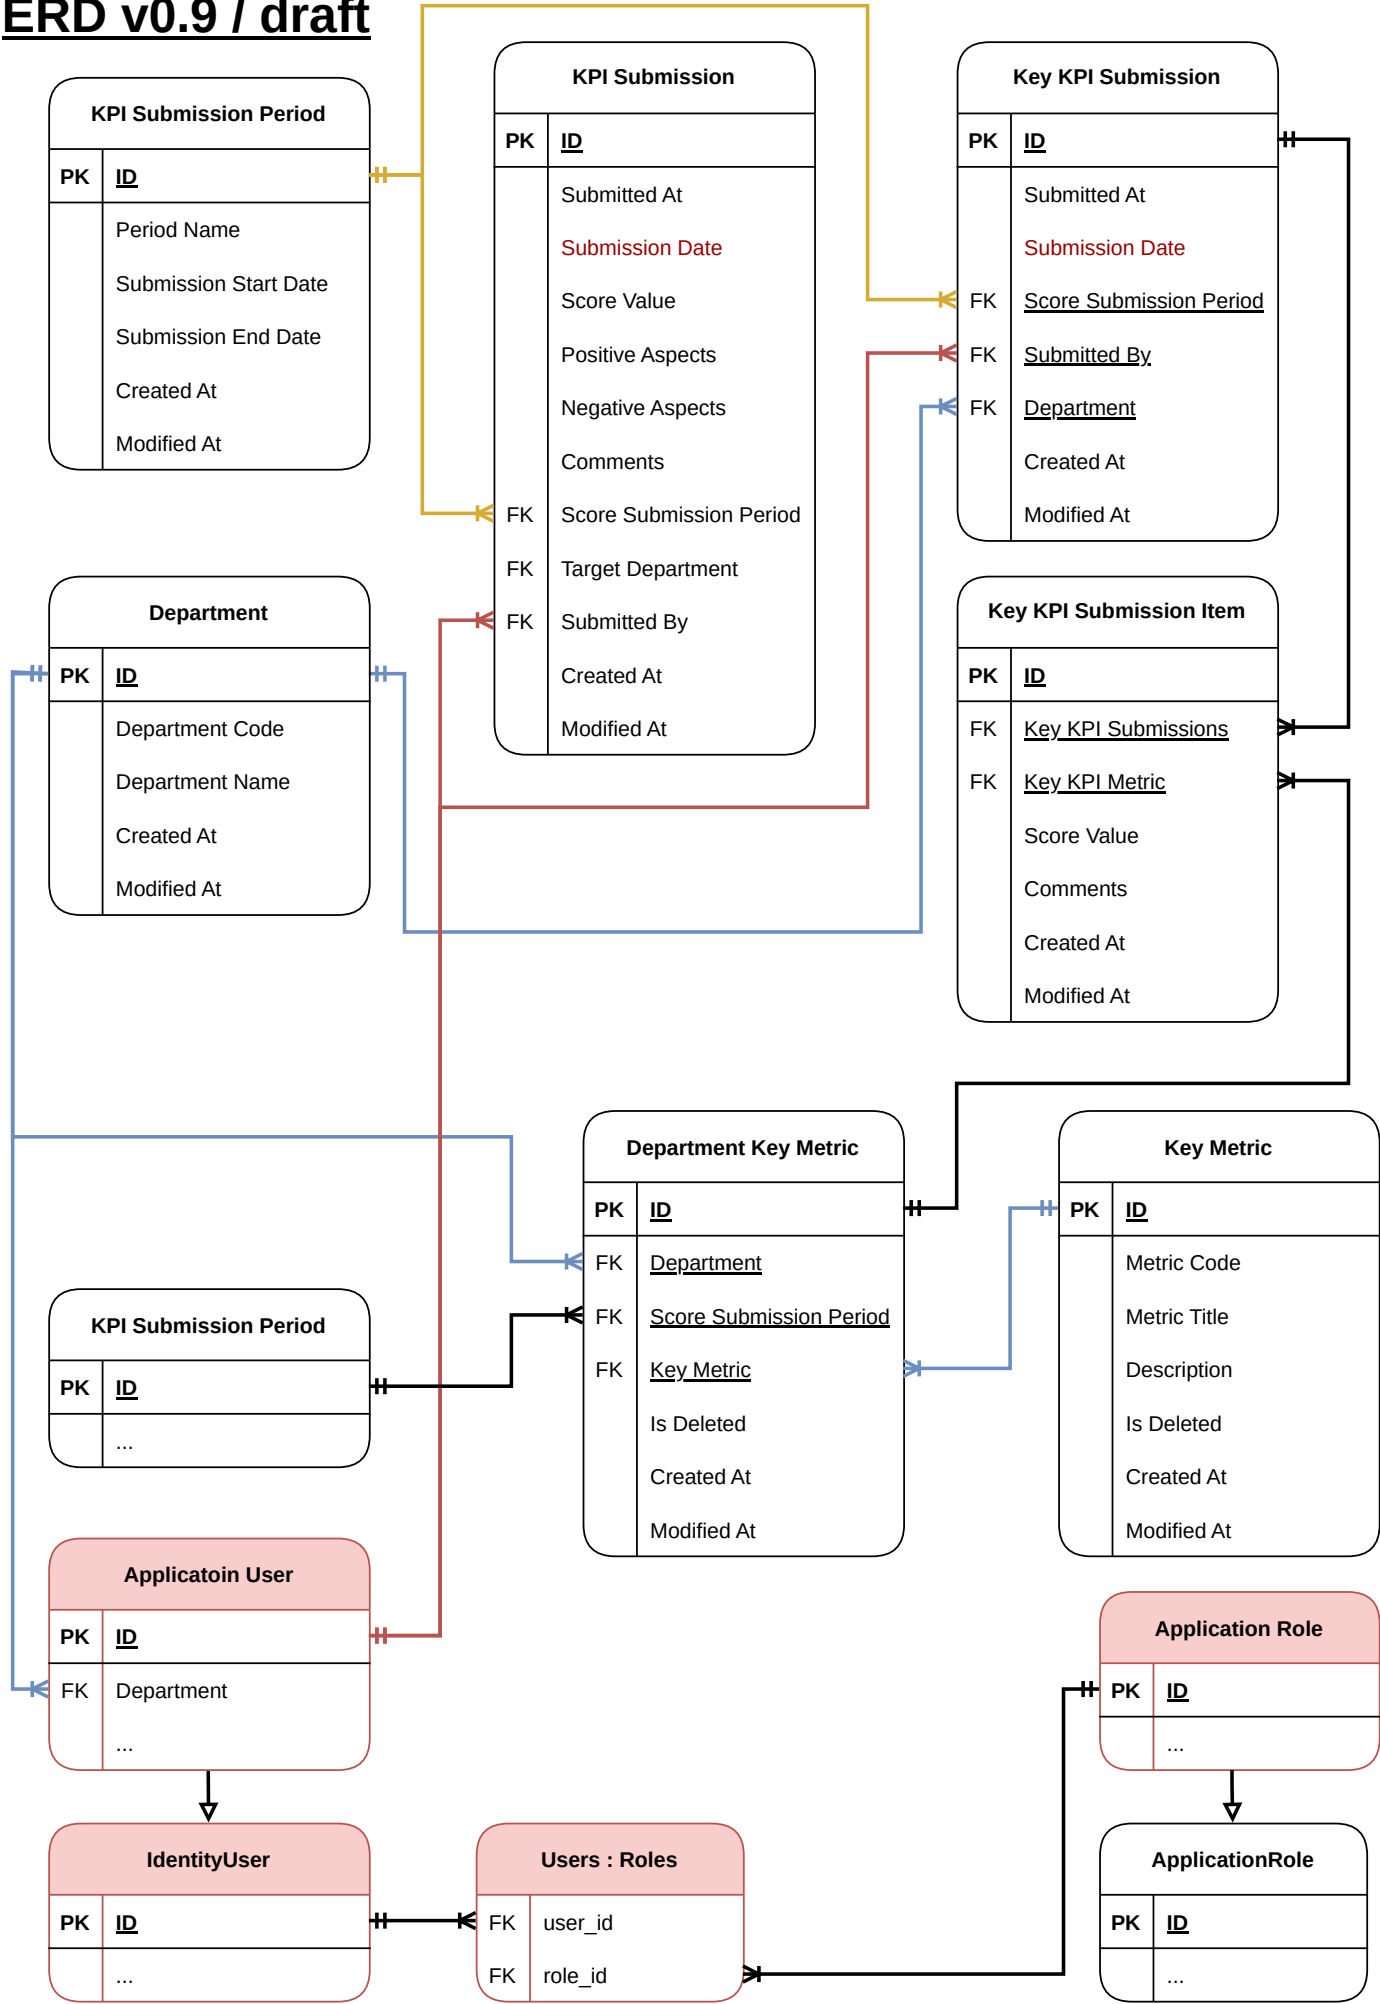 ERD v0.9 / draft
KPI Submission Period
PK ID
Period Name
Submission Start Date
Submission End Date
Created At
Modified At
KPI Submission
PK ID
Submitted At
Submission Date
Score Value
Positive Aspects
Negative Aspects
Comments
FK Score Submission Period
FK Target Department
FK Submitted By
Created At
Modified At
Key KPI Submission
PK ID
Submitted At
Submission Date
FK Score Submission Period
FK Submitted By
FK Department
Created At
Modified At
Department
PK ID
Department Code
Department Name
Created At
Modified At
Key KPI Submission Item
PK ID
FK Key KPI Submissions
FK Key KPI Metric
Score Value
Comments
Created At
Modified At
Department Key Metric
PK ID
FK Department
FK Score Submission Period
FK Key Metric
Is Deleted
Created At
Modified At
Key Metric
PK ID
Metric Code
Metric Title
Description
Is Deleted
Created At
Modified At
KPI Submission Period
PK ID
...
Applicatoin User
PK ID
FK Department
...
Application Role
PK ID
...
IdentityUser
PK ID
...
Users : Roles
FK user_id
FK role_id
ApplicationRole
PK ID
...